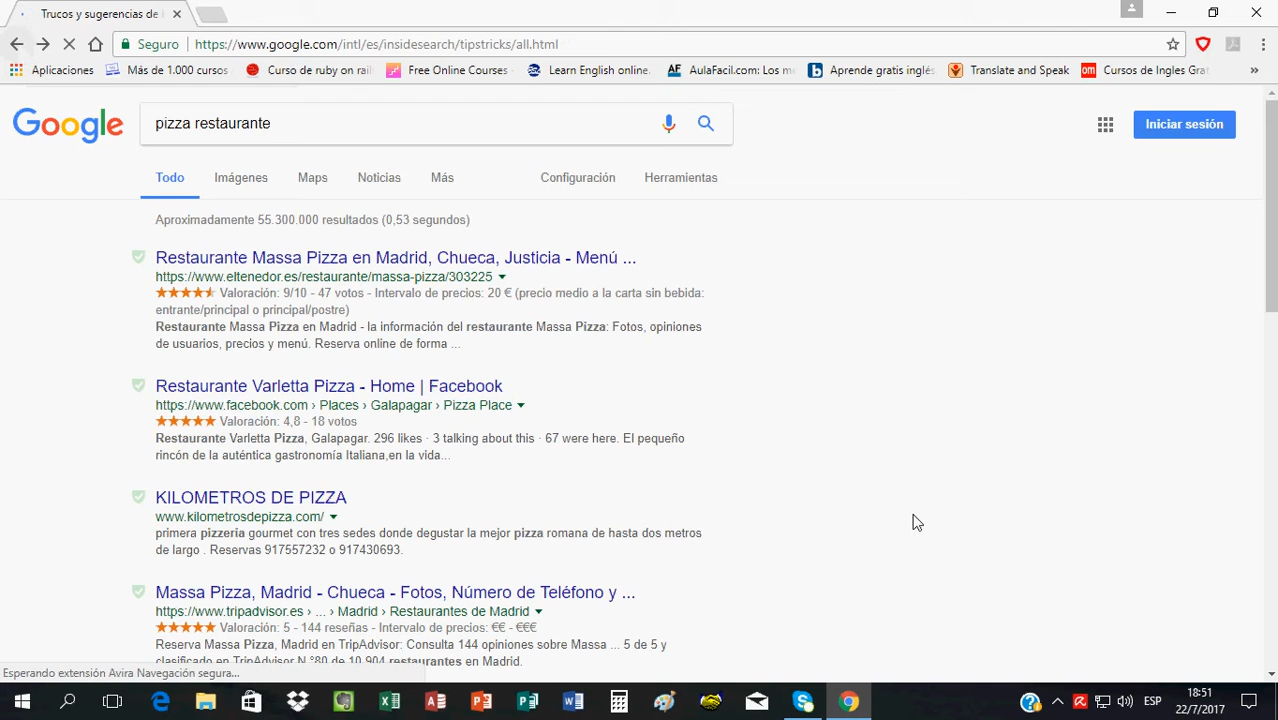 Trucos y sugerencias de
Seguro https://www.google.com/intl/es/insidesearch/tipstricks/all.html
Aplicaciones Más de 1.000 cursos Curso de ruby on rail Free Online Courses Learn English online. AulaFacil.com: Los m Aprende gratis inglés Translate and Speak Cursos de Ingles Grat »
Google pizza restaurante Iniciar sesión
Todo Imágenes Maps Noticias Más Configuración Herramientas
Aproximadamente 55.300.000 resultados (0,53 segundos)
Restaurante Massa Pizza en Madrid, Chueca, Justicia - Menú ...
https://www.eltenedor.es/restaurante/massa-pizza/303225
Valoración: 9/10 - 47 votos - Intervalo de precios: 20 € (precio medio a la carta sin bebida:
entrante/principal o principal/postre)
Restaurante Massa Pizza en Madrid - la información del restaurante Massa Pizza: Fotos, opiniones
de usuarios, precios y menú. Reserva online de forma ...
Restaurante Varletta Pizza - Home | Facebook
https://www.facebook.com › Places › Galapagar › Pizza Place
Valoración: 4,8 - 18 votos
Restaurante Varletta Pizza, Galapagar. 296 likes · 3 talking about this · 67 were here. El pequeño
rincón de la auténtica gastronomía Italiana,en la vida...
KILOMETROS DE PIZZA
www.kilometrosdepizza.com/
primera pizzeria gourmet con tres sedes donde degustar la mejor pizza romana de hasta dos metros
de largo . Reservas 917557232 o 917430693.
Massa Pizza, Madrid - Chueca - Fotos, Número de Teléfono y ...
https://www.tripadvisor.es › ... › Madrid › Restaurantes de Madrid
Valoración: 5 - 144 reseñas - Intervalo de precios: €€ - €€€
Reserva Massa Pizza, Madrid en TripAdvisor: Consulta 144 opiniones sobre Massa ... 5 de 5 y
clasificado en TripAdvisor N.°80 de 10.904 restaurantes en Madrid.
Esperando extensión Avira Navegación segura...
ESP 18:51
22/7/2017